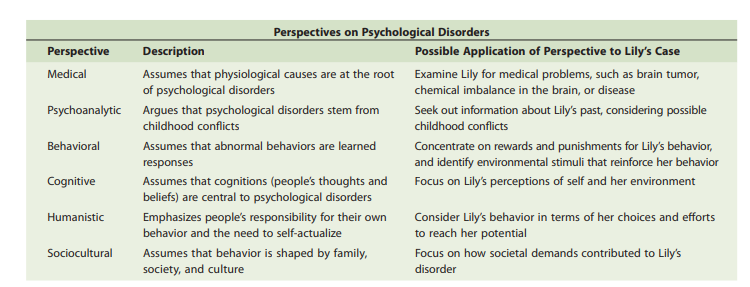 Perspectives on Psychological Disorders
Perspective Description Possible Application of Perspective to Lily’s Case
Medical Assumes that physiological causes are at the root Examine Lily for medical problems, such as brain tumor,
of psychological disorders chemical imbalance in the brain, or disease
Psychoanalytic Argues that psychological disorders stem from Seek out information about Lily’s past, considering possible
childhood conflicts childhood conflicts
Behavioral Assumes that abnormal behaviors are learned Concentrate on rewards and punishments for Lily’s behavior,
responses and identify environmental stimuli that reinforce her behavior
Cognitive Assumes that cognitions (people’s thoughts and Focus on Lily’s perceptions of self and her environment
beliefs) are central to psychological disorders
Humanistic Emphasizes people’s responsibility for their own Consider Lily’s behavior in terms of her choices and efforts
behavior and the need to self-actualize to reach her potential
Sociocultural Assumes that behavior is shaped by family, Focus on how societal demands contributed to Lily’s
society, and culture disorder